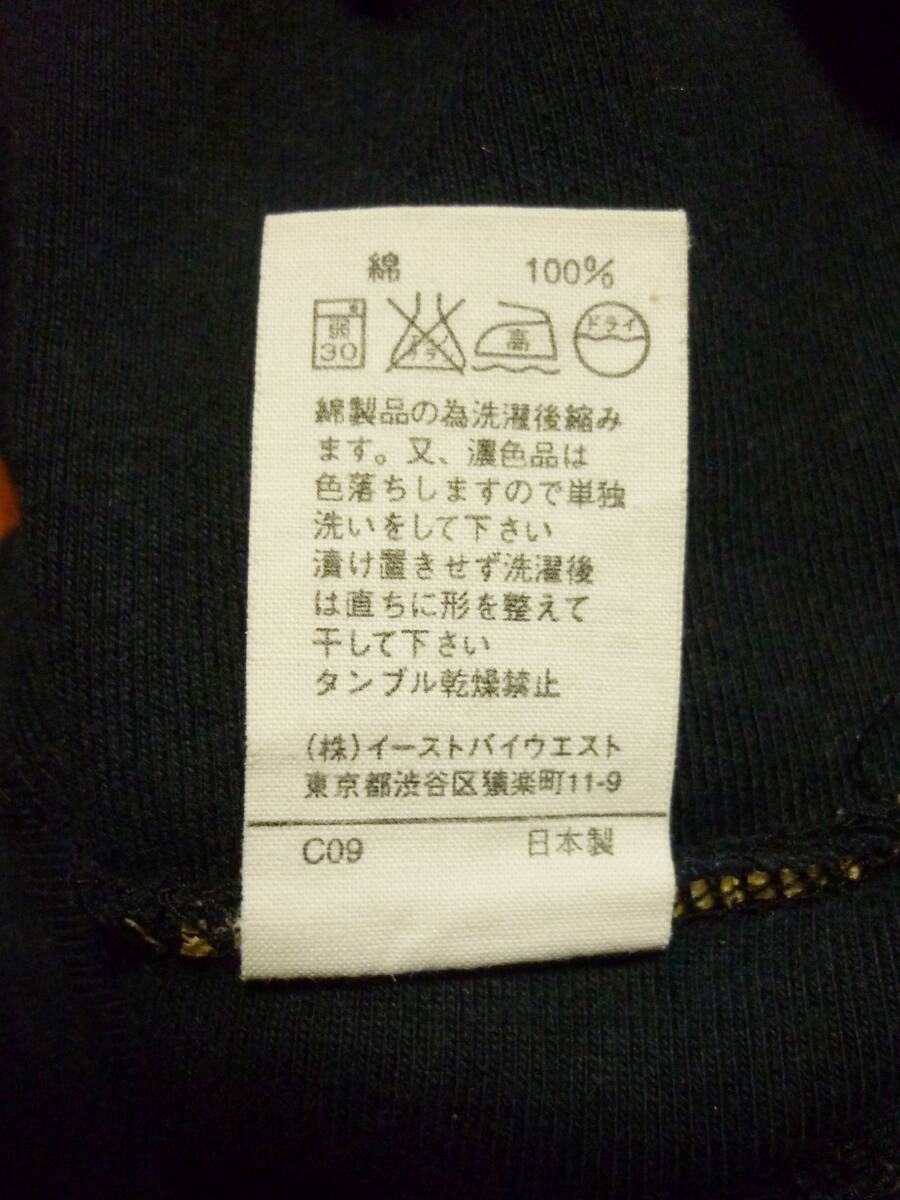 綿 100%
弱 30 高 ドライ
綿製品の為洗濯後縮み
ます。又、濃色品は
色落ちしますので単独
洗いをして下さい
漬け置きせず洗濯後
は直ちに形を整えて
干して下さい
タンブル乾燥禁止
(株)イーストバイウエスト
東京都渋谷区猿楽町11-9
C09 日本製